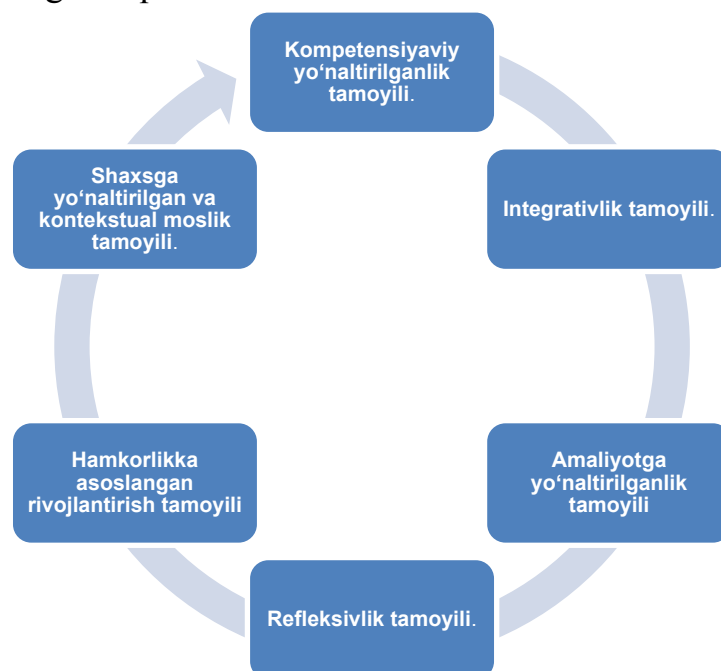 Kompetensiyaviy
yo‘naltirilganlik
tamoyili.
Integrativlik tamoyili.
Amaliyotga
yo‘naltirilganlik
tamoyili
Refleksivlik tamoyili.
Hamkorlikka
asoslangan
rivojlantirish tamoyili
Shaxsga
yo‘naltirilgan va
kontekstual moslik
tamoyili.